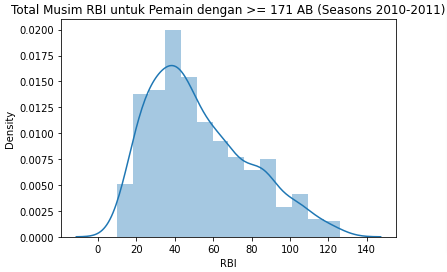 Total Musim RBI untuk Pemain dengan >= 171 AB (Seasons 2010-2011)
0.0200
0.0175
0.0150
0.0125
0.0100
0.0075
0.0050
0.0025
0.0000
Density
0 20 40 60 80 100 120 140
RBI